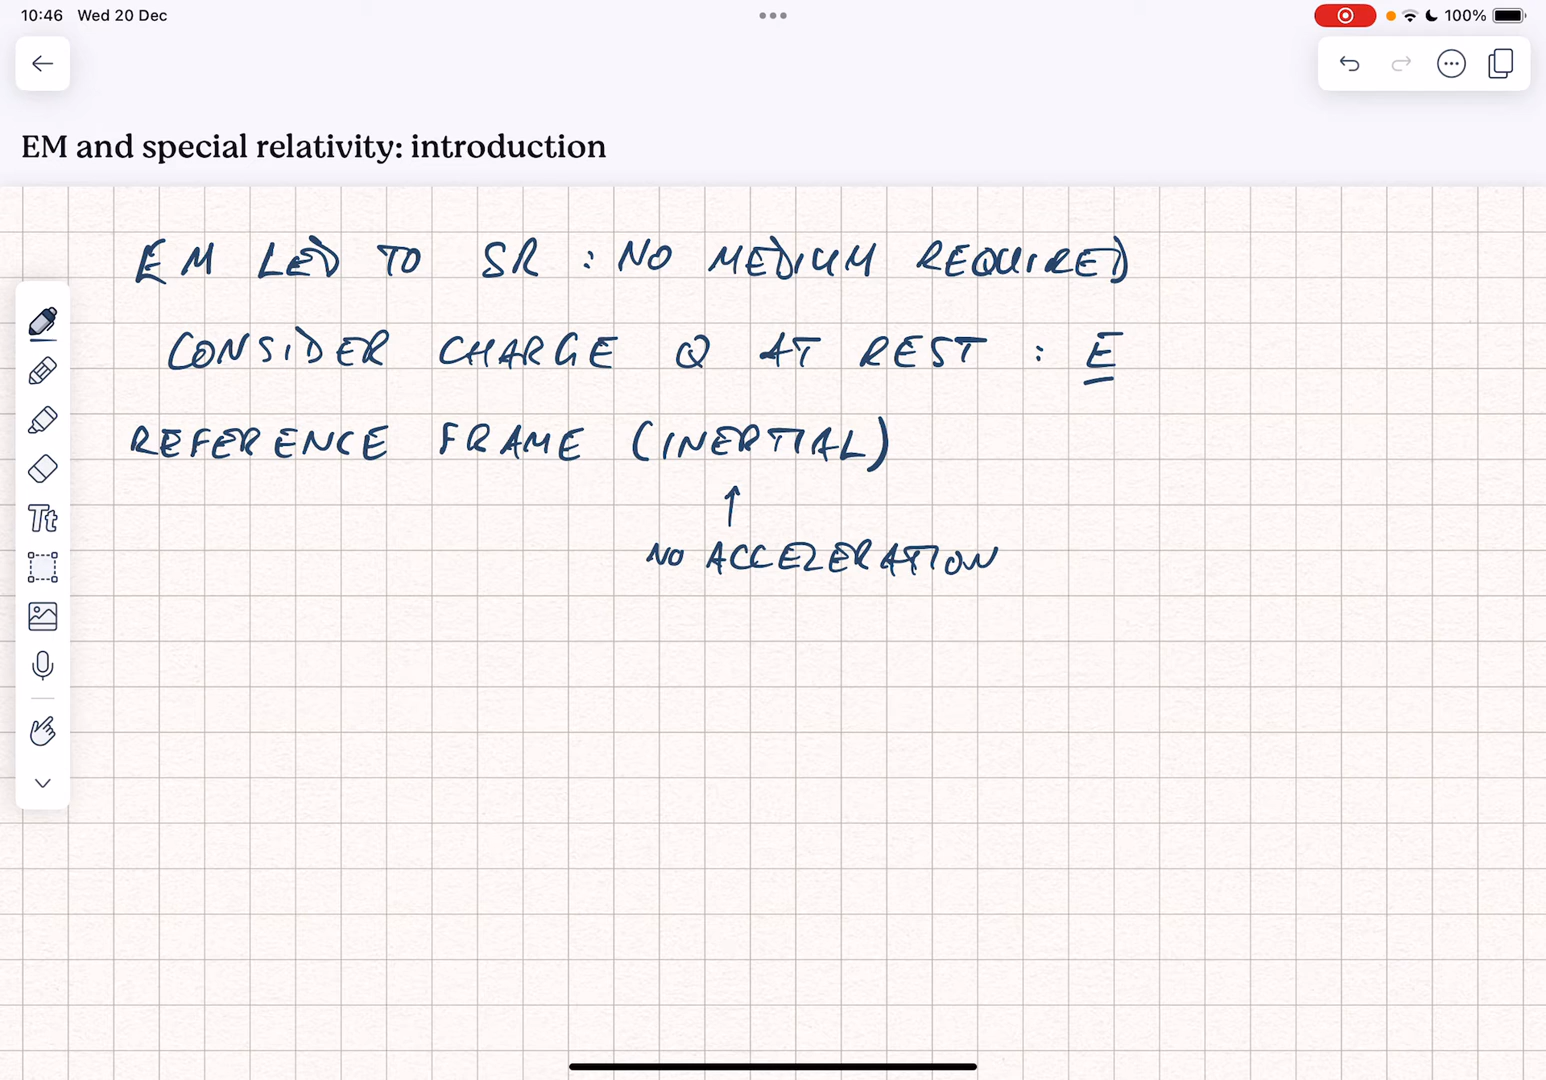 10:46 Wed 20 Dec
100%
EM and special relativity: introduction
EM LED TO SR : NO MEDIUM REQUIRED
CONSIDER CHARGE Q AT REST : E
REFERENCE FRAME (INERTIAL)
↑
NO ACCELERATION
Tt